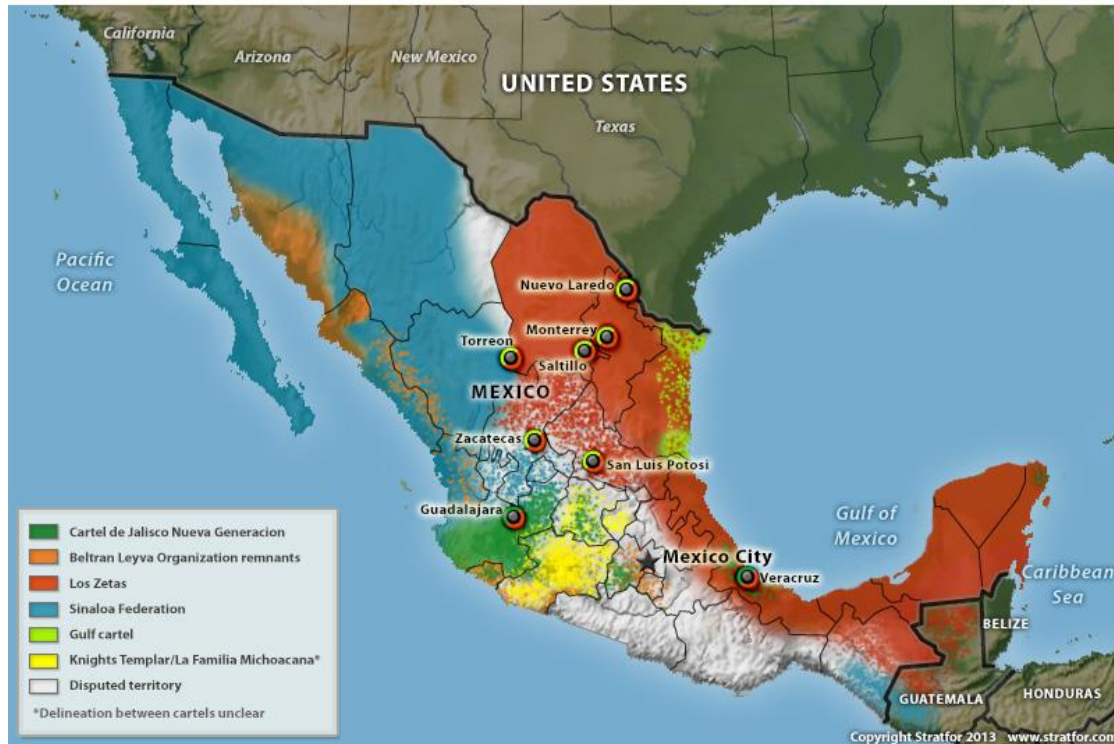 California
Arizona
New Mexico
UNITED STATES
Texas
Pacific
Ocean
Nuevo Laredo
Monterrey
Torreon
Saltillo
MEXICO
Zacatecas
San Luis Potosi
Guadalajara
Gulf of
Mexico
Mexico City
Veracruz
Caribbean
Sea
BELIZE
GUATEMALA
HONDURAS
Cartel de Jalisco Nueva Generacion
Beltran Leyva Organization remnants
Los Zetas
Sinaloa Federation
Gulf cartel
Knights Templar/La Familia Michoacana*
Disputed territory
*Delineation between cartels unclear
Copyright Stratfor 2013 www.stratfor.com